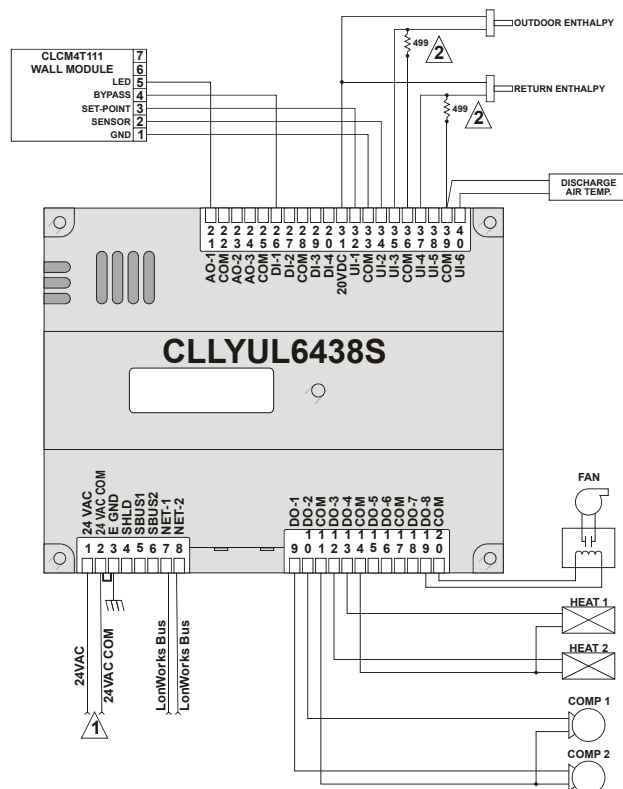 OUTDOOR ENTHALPY
499
2
CLCM4T111
WALL MODULE
7
6
LED 5
BYPASS 4
SET-POINT 3
SENSOR 2
GND 1
RETURN ENTHALPY
499
2
DISCHARGE
AIR TEMP.
21 22 23 24 25 26 27 28 29 20 31 32 33 34 35 36 37 38 39 40
AO-1 COM AO-2 AO-3 COM DI-1 DI-2 COM DI-3 DI-4 20VDC UI-1 COM UI-2 UI-3 COM UI-4 UI-5 COM UI-6
CLLYUL6438S
FAN
24 VAC 24 VAC COM E GND SHLD SBUS1 SBUS2 NET-1 NET-2
1 2 3 4 5 6 7 8
DO-1 DO-2 COM DO-3 DO-4 COM DO-5 DO-6 COM DO-7 DO-8 COM
9 10 11 12 13 14 15 16 17 18 19 20
HEAT 1
HEAT 2
24VAC
24VAC COM
LonWorks Bus
LonWorks Bus
1
COMP 1
COMP 2